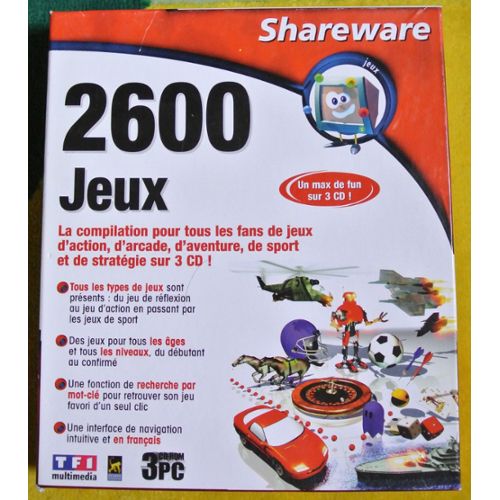 Shareware
jeux
2600
Jeux
Un max de fun
sur 3 CD !
La compilation pour tous les fans de jeux
d'action, d'arcade, d'aventure, de sport
et de stratégie sur 3 CD !
Tous les types de jeux sont
présents : du jeu de réflexion
au jeu d'action en passant par
les jeux de sport
Des jeux pour tous les âges
et tous les niveaux, du débutant
au confirmé
Une fonction de recherche par
mot-clé pour retrouver son jeu
favori d'un seul clic
Une interface de navigation
intuitive et en français
TF1
multimedia
3 CD-ROM
PC